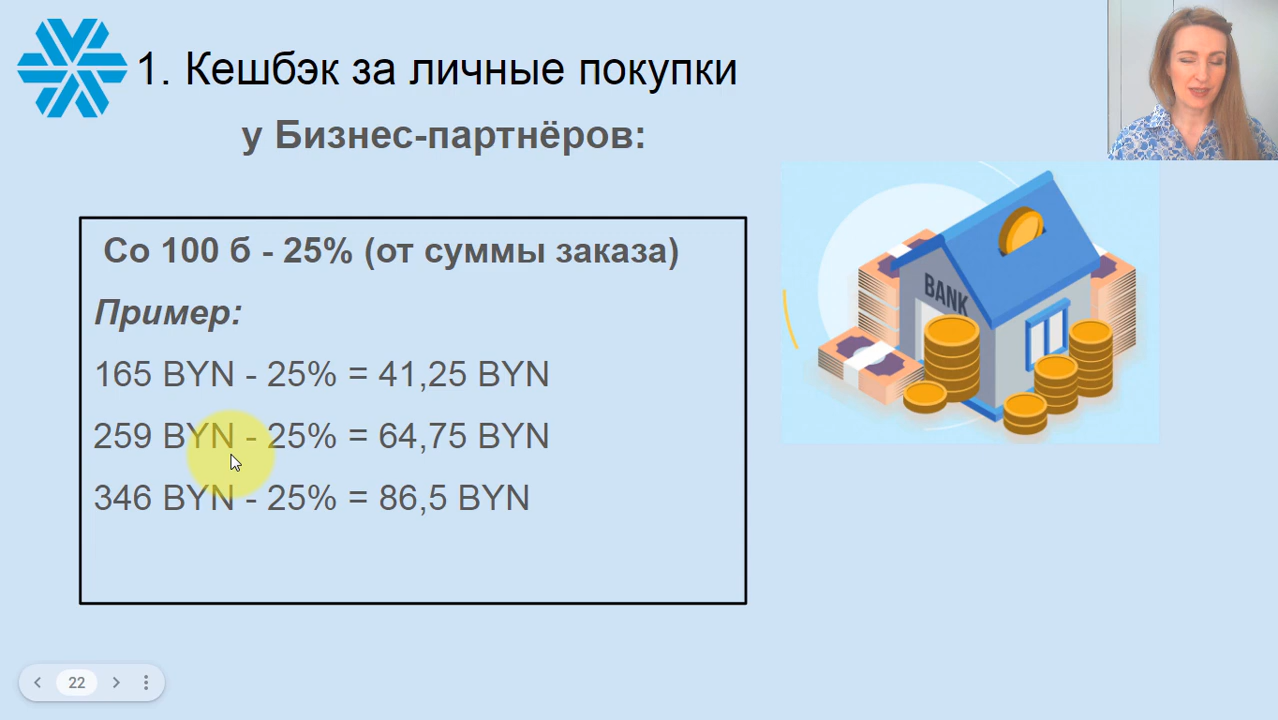 1. Кешбэк за личные покупки
у Бизнес-партнёров:
Со 100 б - 25% (от суммы заказа)
Пример:
165 BYN - 25% = 41,25 BYN
259 BYN - 25% = 64,75 BYN
346 BYN - 25% = 86,5 BYN
BANK
22